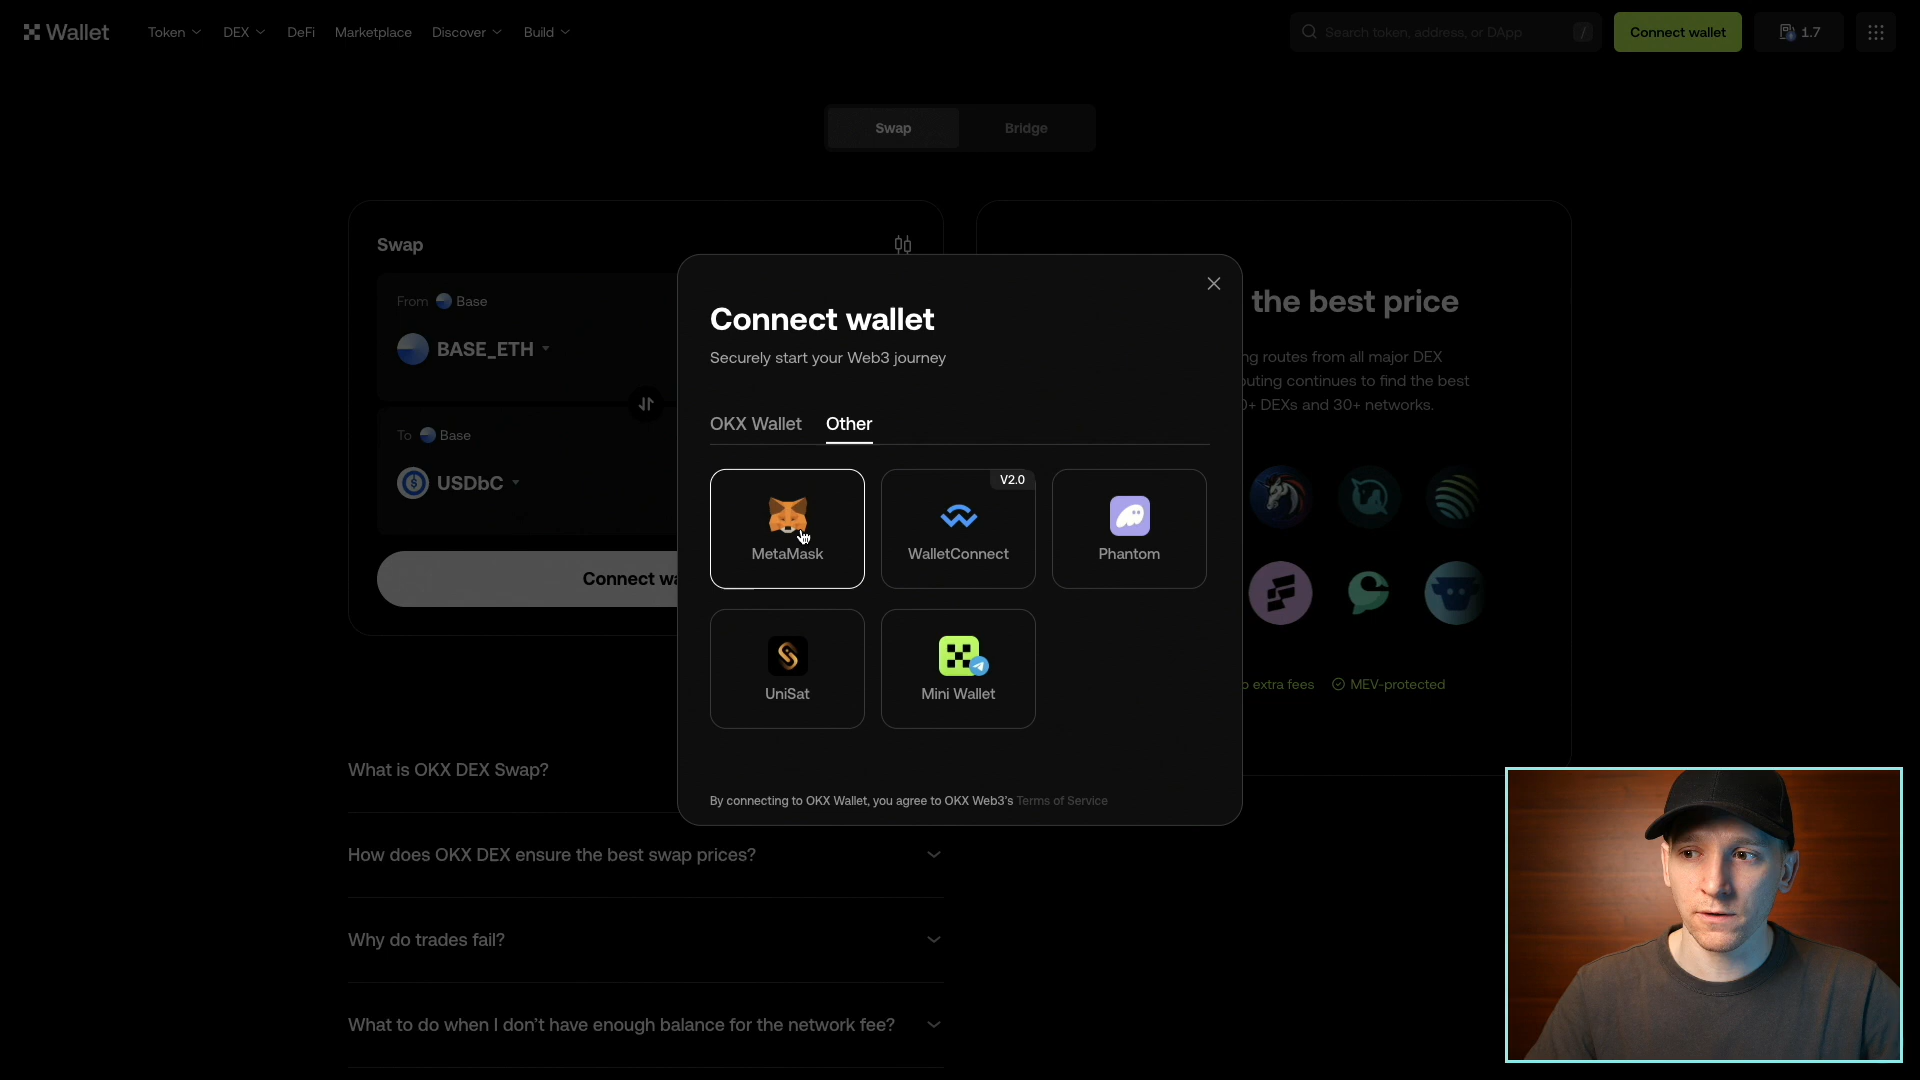 Wallet
Token
DEX
DeFi
Marketplace
Discover
Build
Search token, address, or DApp
/
Connect wallet
1.7
Swap
Bridge
Swap
From
Base
BASE_ETH
To
Base
USDbC
Connect wa
the best price
ng routes from all major DEX
outing continues to find the best
0+ DEXs and 30+ networks.
o extra fees
MEV-protected
Connect wallet
Securely start your Web3 journey
OKX Wallet
Other
MetaMask
V2.0
WalletConnect
Phantom
UniSat
Mini Wallet
By connecting to OKX Wallet, you agree to OKX Web3’s Terms of Service
What is OKX DEX Swap?
How does OKX DEX ensure the best swap prices?
Why do trades fail?
What to do when I don’t have enough balance for the network fee?